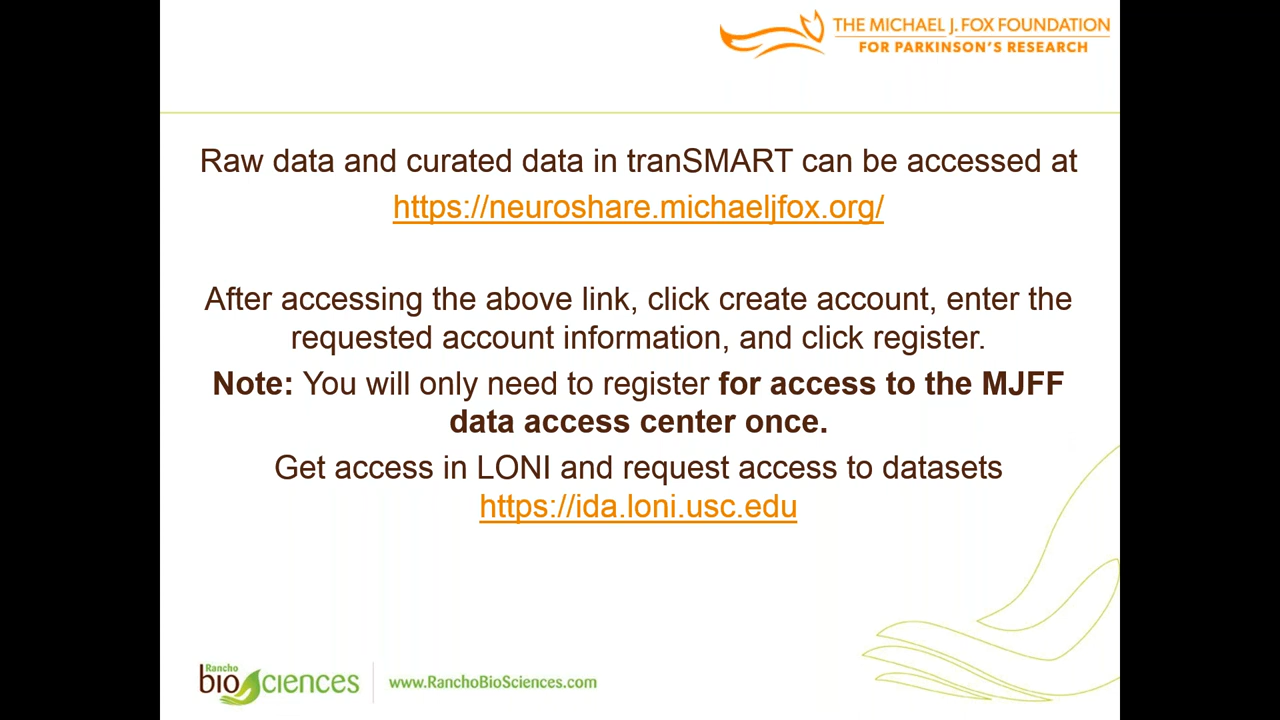 THE MICHAEL J. FOX FOUNDATION
FOR PARKINSON'S RESEARCH
Raw data and curated data in tranSMART can be accessed at
https://neuroshare.michaeljfox.org/
After accessing the above link, click create account, enter the
requested account information, and click register.
Note: You will only need to register for access to the MJFF
data access center once.
Get access in LONI and request access to datasets
https://ida.loni.usc.edu
Rancho
bioSciences
www.RanchoBioSciences.com